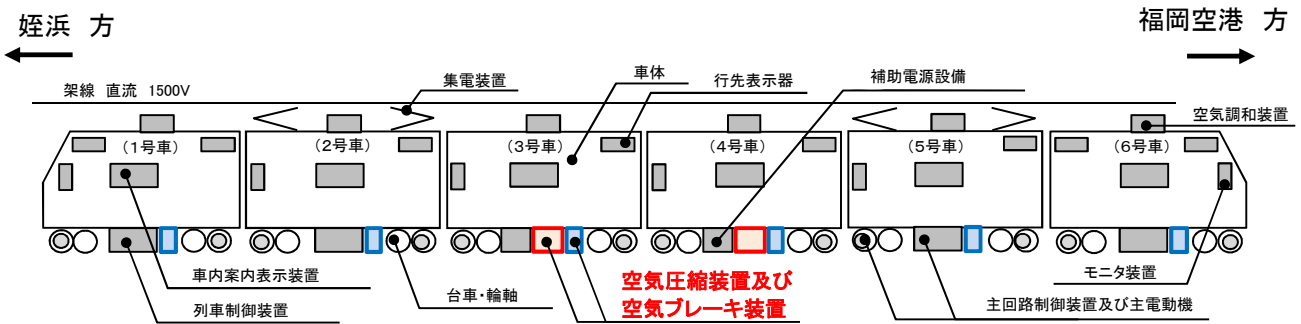 姪浜 方
福岡空港 方
架線 直流 1500V
集電装置
車体
行先表示器
補助電源設備
空気調和装置
(1号車)
(2号車)
(3号車)
(4号車)
(5号車)
(6号車)
車内案内表示装置
列車制御装置
台車・輪軸
空気圧縮装置及び
空気ブレーキ装置
モニタ装置
主回路制御装置及び主電動機